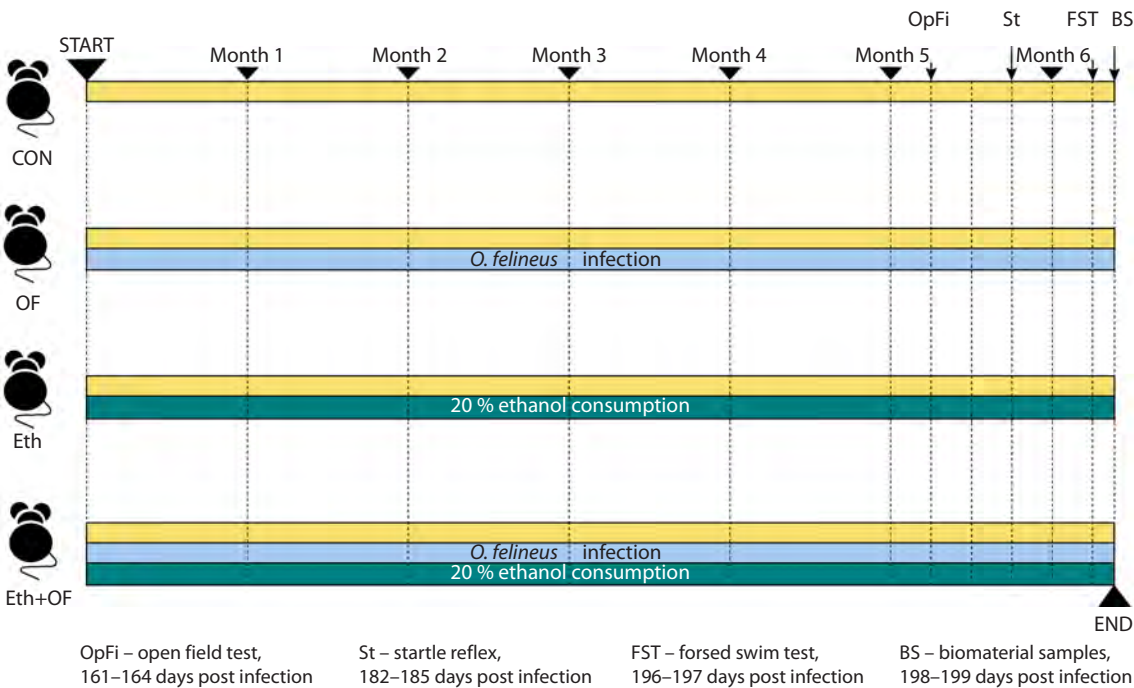 OpFi St FST BS
START Month 1 Month 2 Month 3 Month 4 Month 5 Month 6
CON
O. felineus infection
OF
20 % ethanol consumption
Eth
O. felineus infection
20 % ethanol consumption
Eth+OF
END
OpFi – open field test,
161–164 days post infection
St – startle reflex,
182–185 days post infection
FST – forsed swim test,
196–197 days post infection
BS – biomaterial samples,
198–199 days post infection